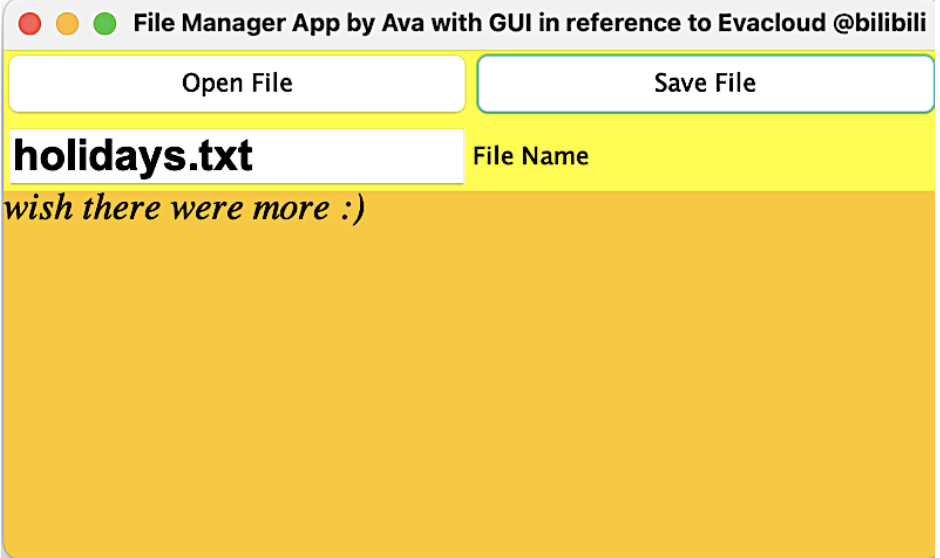 File Manager App by Ava with GUI in reference to Evacloud @bilibili
Open File
Save File
holidays.txt
File Name
wish there were more :)